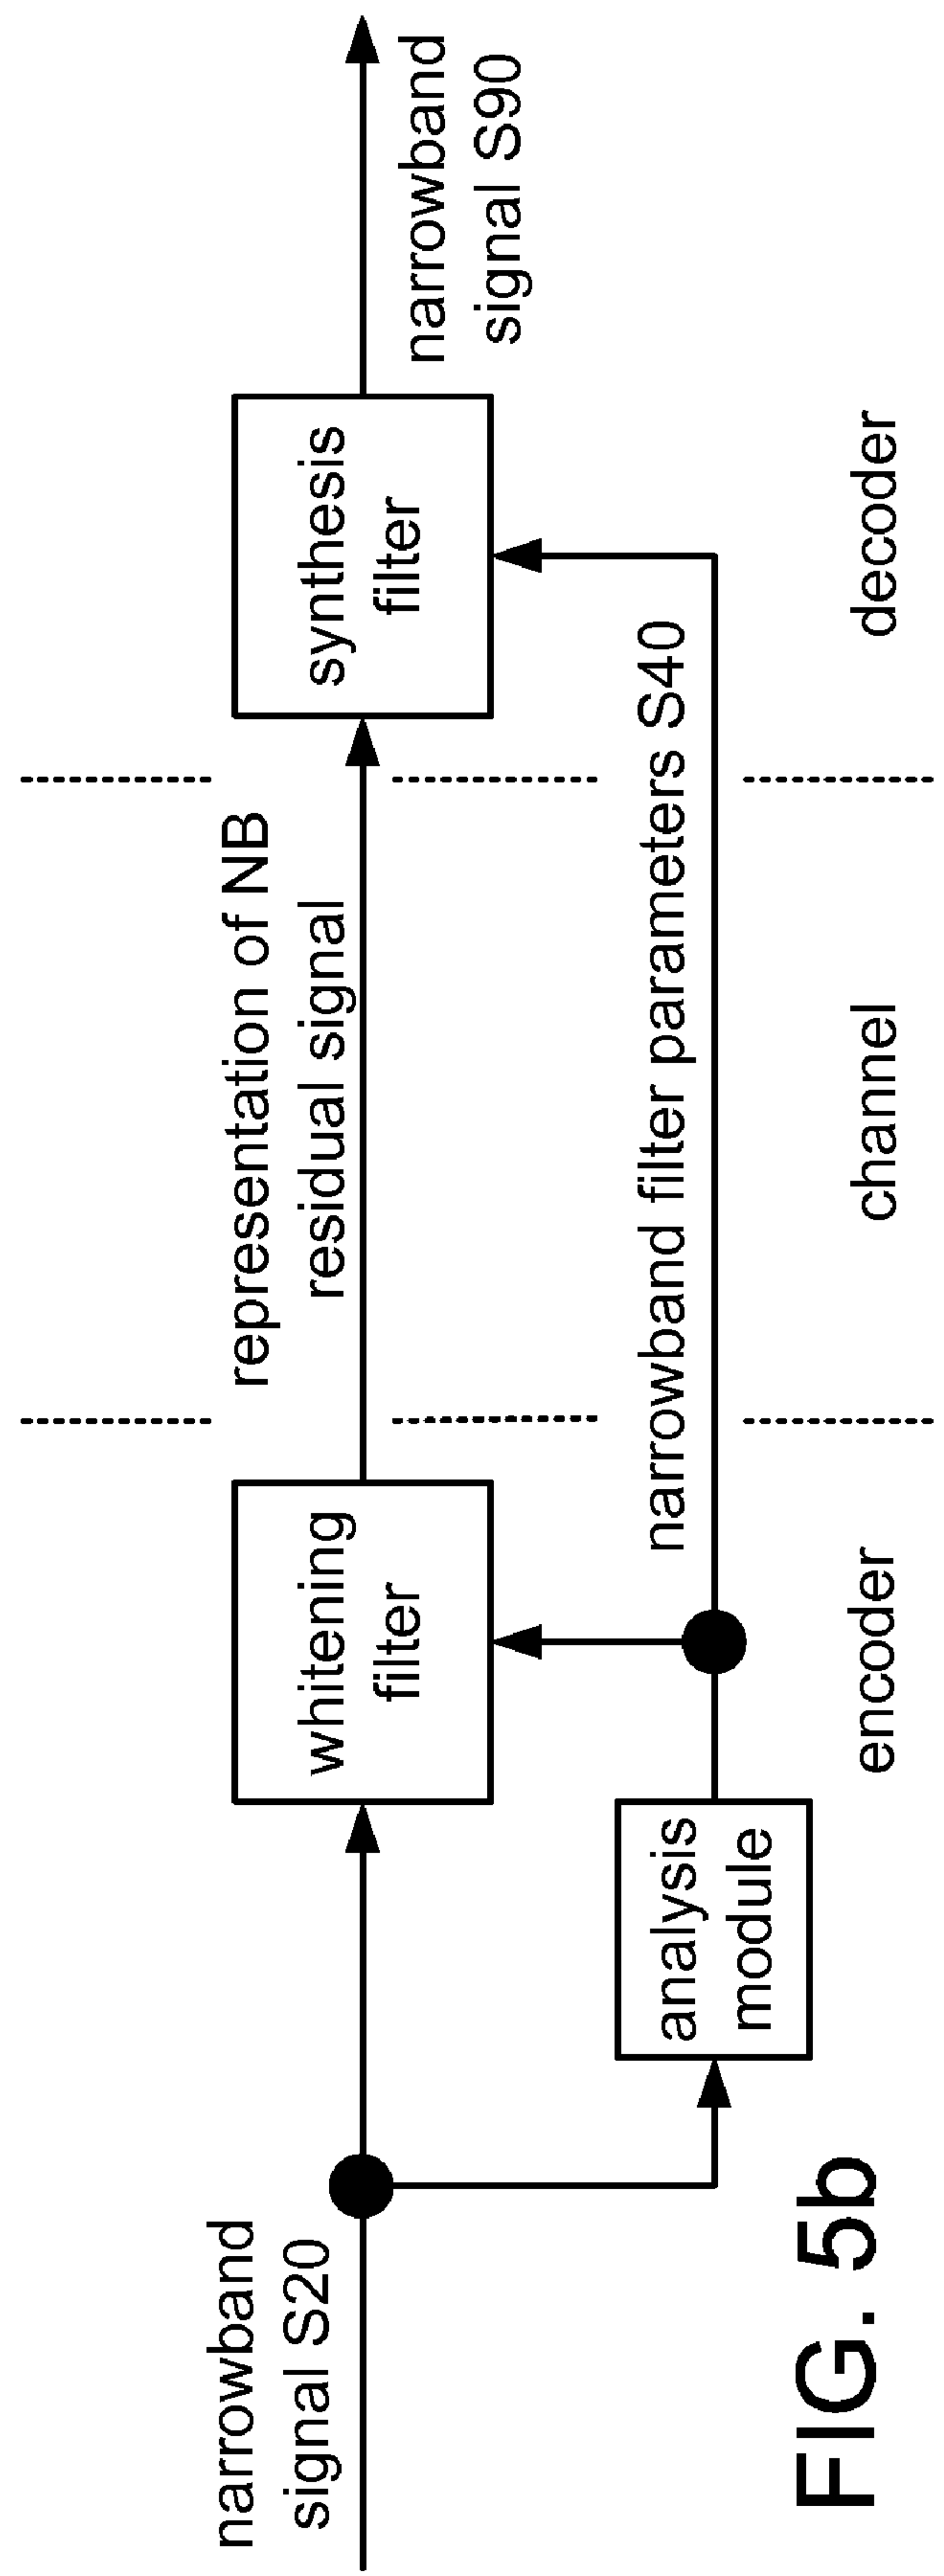 narrowband
signal S20
whitening
filter
representation of NB
residual signal
synthesis
filter
narrowband
signal S90
analysis
module
narrowband filter parameters S40
encoder
channel
decoder
FIG. 5b